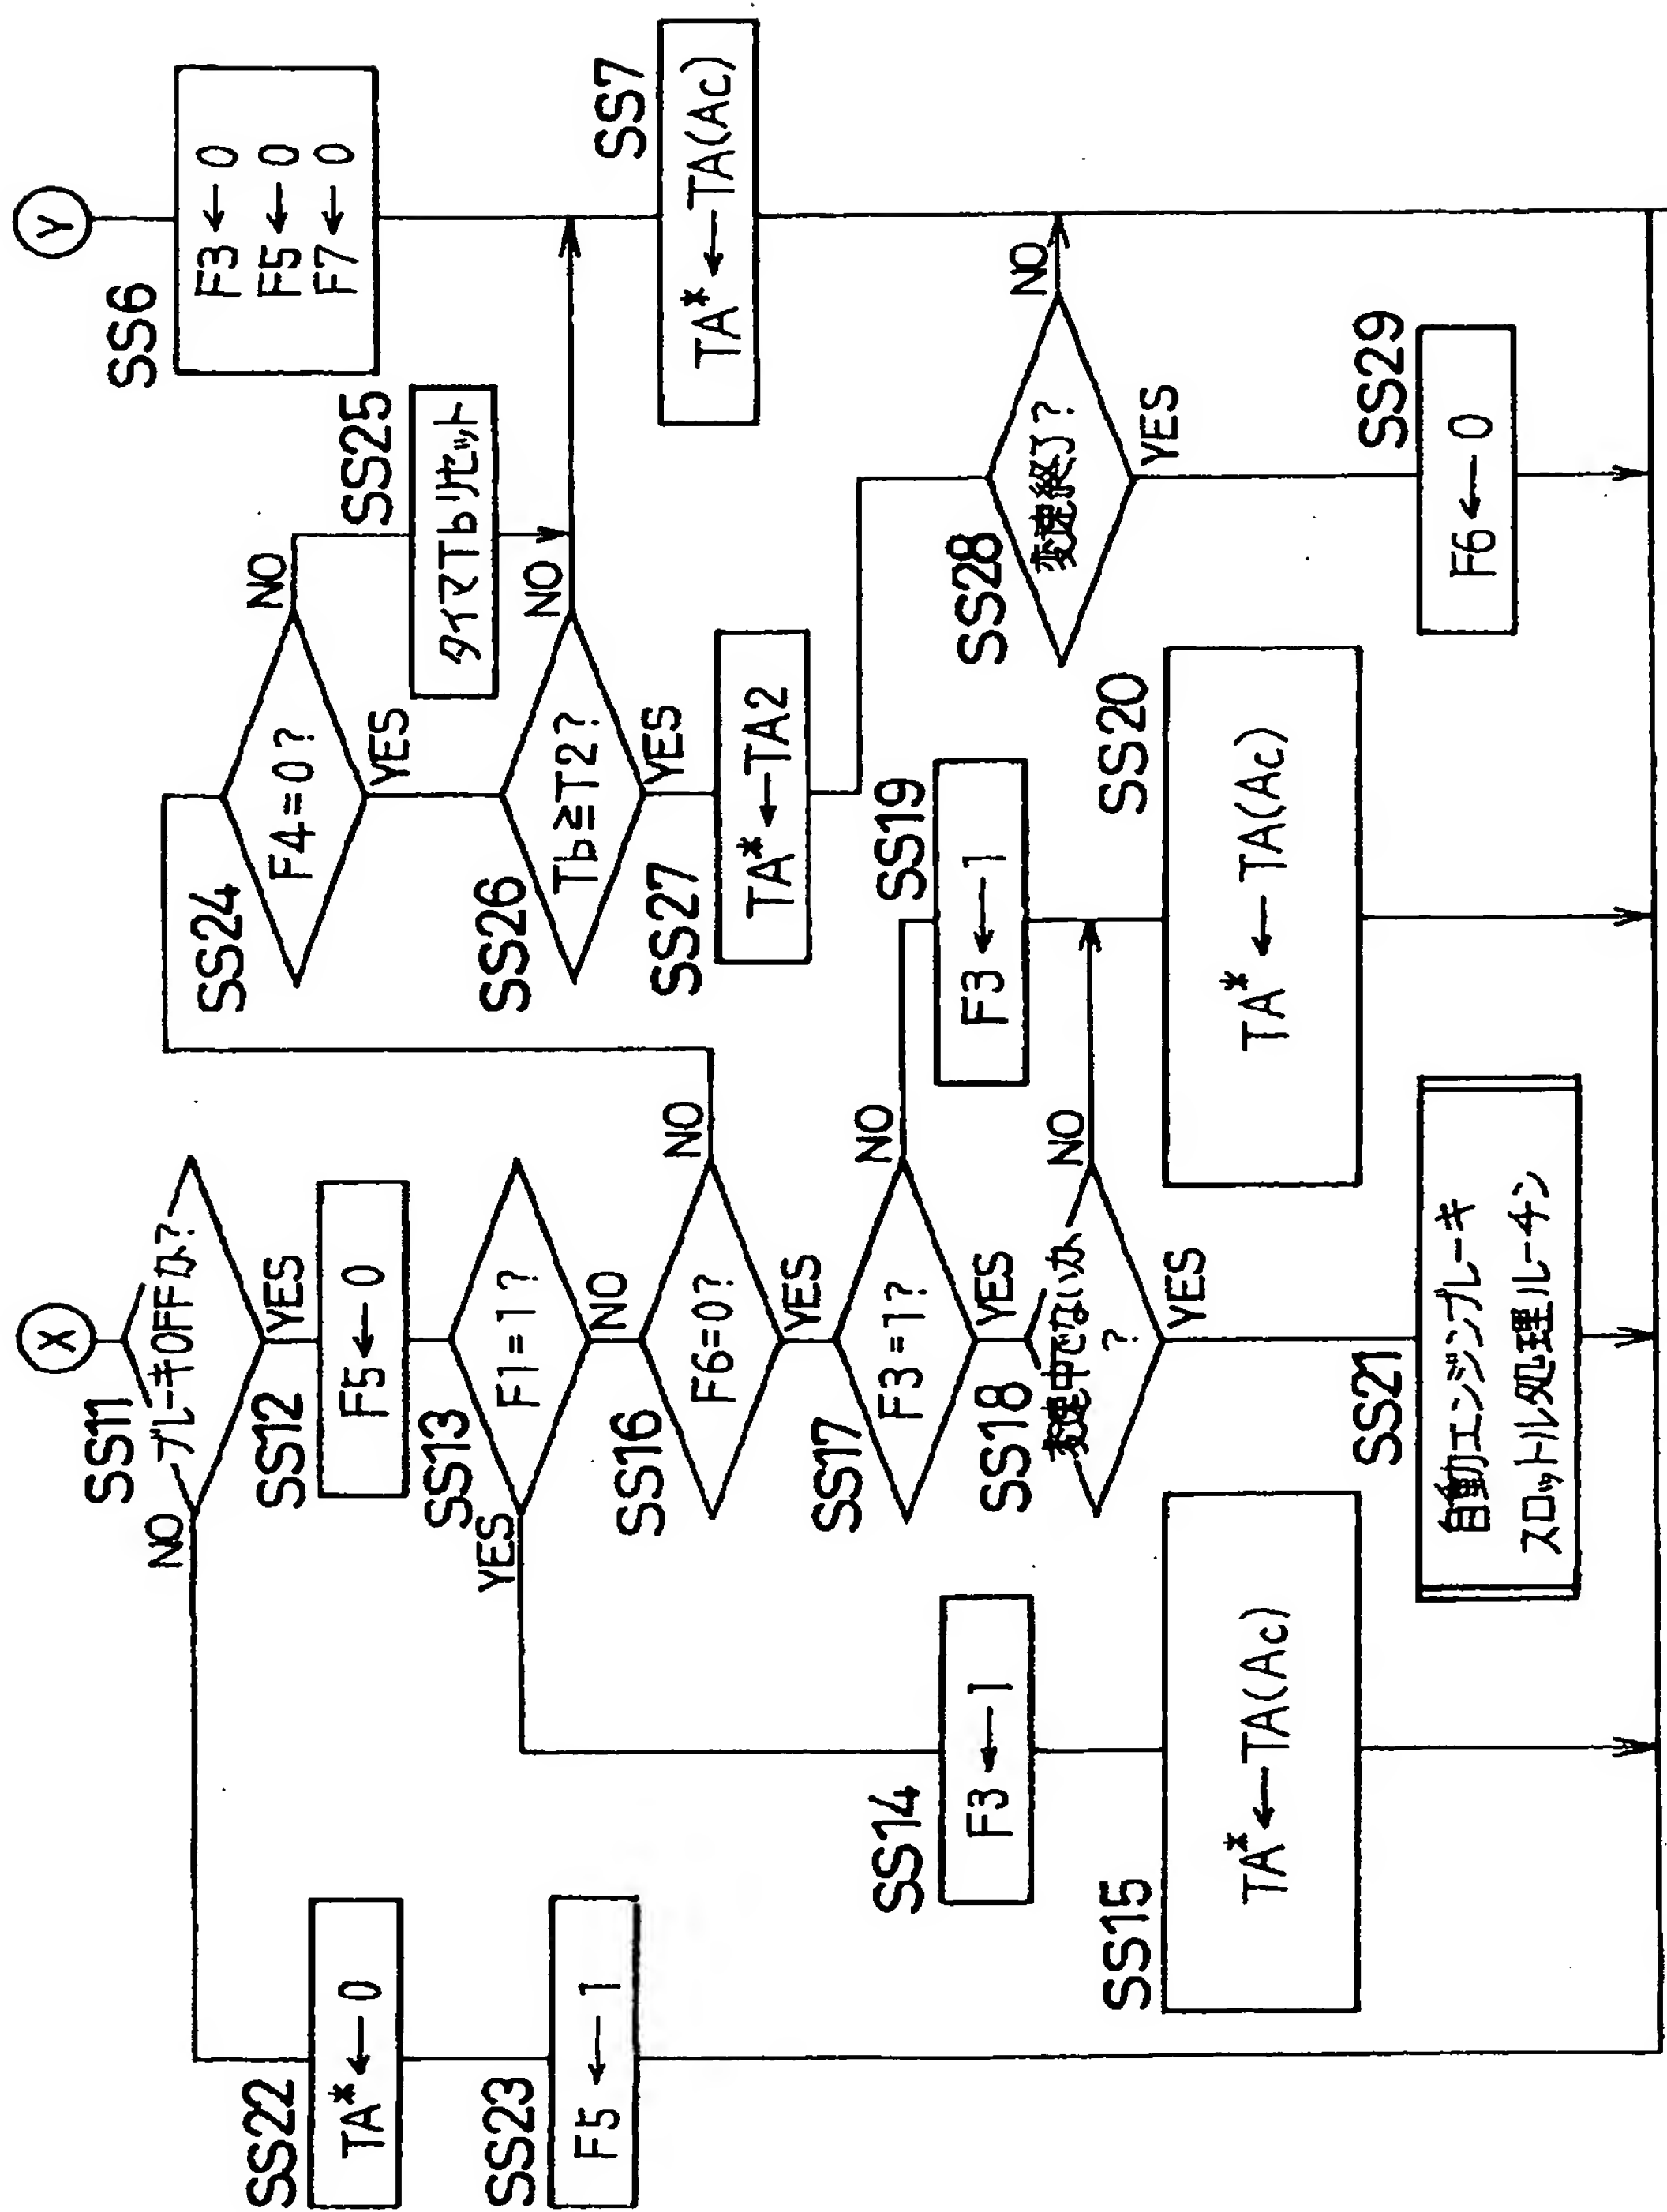 X
SS11
ブレーキOFFか?
NO
YES
SS12
F5←0
SS13
F1=1?
YES
NO
SS14
F3←1
SS15
TA*←TA(Ac)
SS16
F6=0?
NO
YES
SS17
F3=1?
NO
YES
SS18
変速中でないか
?
NO
YES
SS19
F3←1
SS20
TA*←TA(Ac)
SS21
自動エンジンブレーキ
スロットル処理ルーチン
SS22
TA*←0
SS23
F5←1
SS24
F4=0?
NO
YES
SS25
タイマTbリセット
SS26
Tb≧T2?
NO
YES
SS27
TA*←TA2
SS28
変速終了?
NO
YES
SS29
F6←0
Y
SS6
F3←0
F5←0
F7←0
SS7
TA*←TA(Ac)